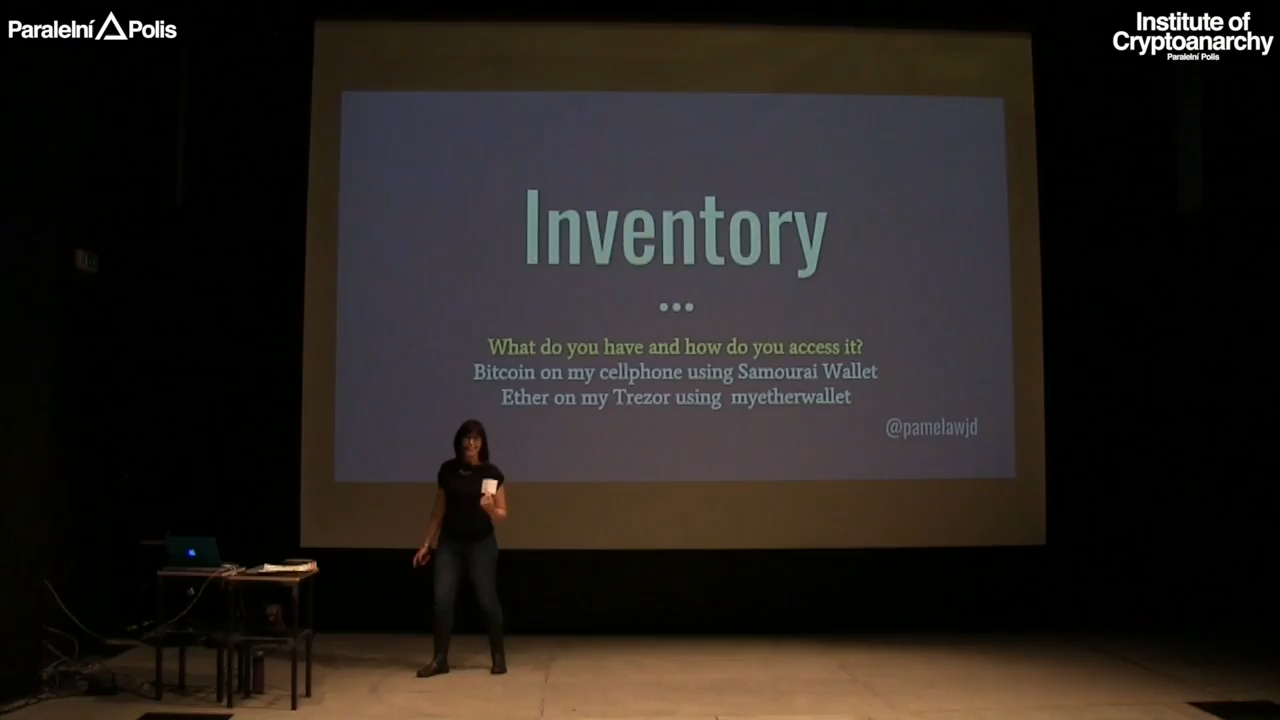 Paralelní Polis
Institute of
Cryptoanarchy
Paralelní Polis
Inventory
What do you have and how do you access it?
Bitcoin on my cellphone using Samourai Wallet
Ether on my Trezor using myetherwallet
@pamelawjd